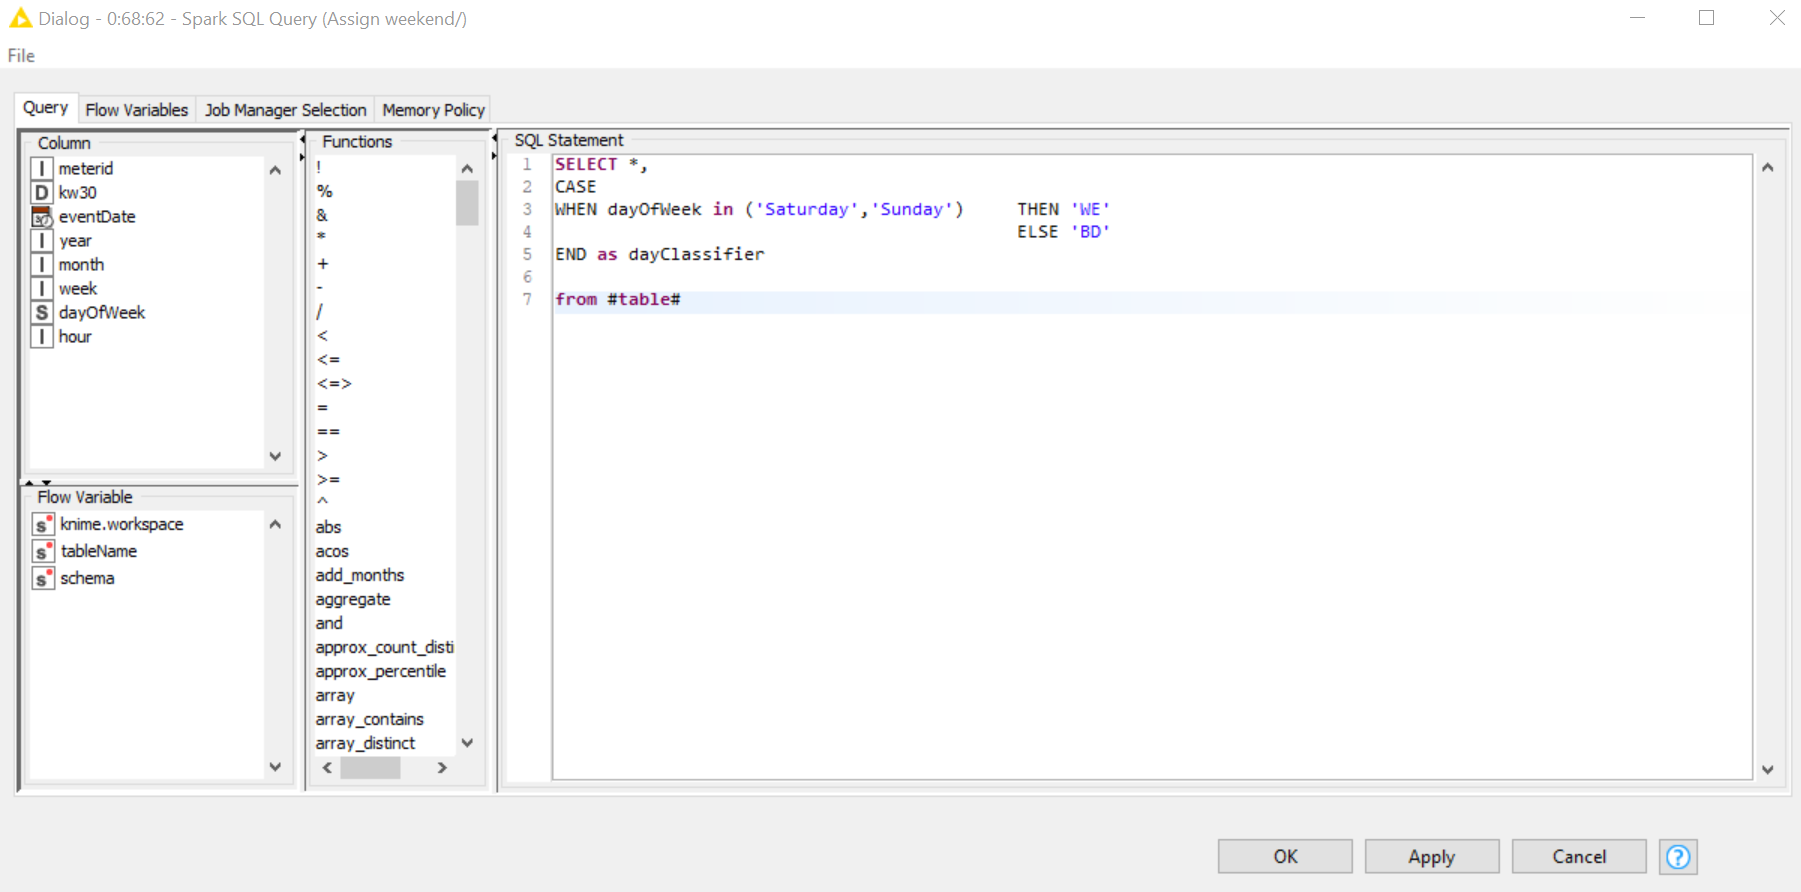 Dialog - 0:68:62 - Spark SQL Query (Assign weekend/)
File
Query Flow Variables Job Manager Selection Memory Policy
Column
I meterid
D kw30
eventDate
I year
I month
I week
S dayOfWeek
I hour
Flow Variable
s knime.workspace
s tableName
s schema
Functions
!
%
&
*
+
-
/
<
<=
<=>
=
==
>
>=
^
abs
acos
add_months
aggregate
and
approx_count_disti
approx_percentile
array
array_contains
array_distinct
SQL Statement
1 SELECT *,
2 CASE
3 WHEN dayOfWeek in ('Saturday','Sunday') THEN 'WE'
4 ELSE 'BD'
5 END as dayClassifier
6
7 from #table#
OK Apply Cancel ?